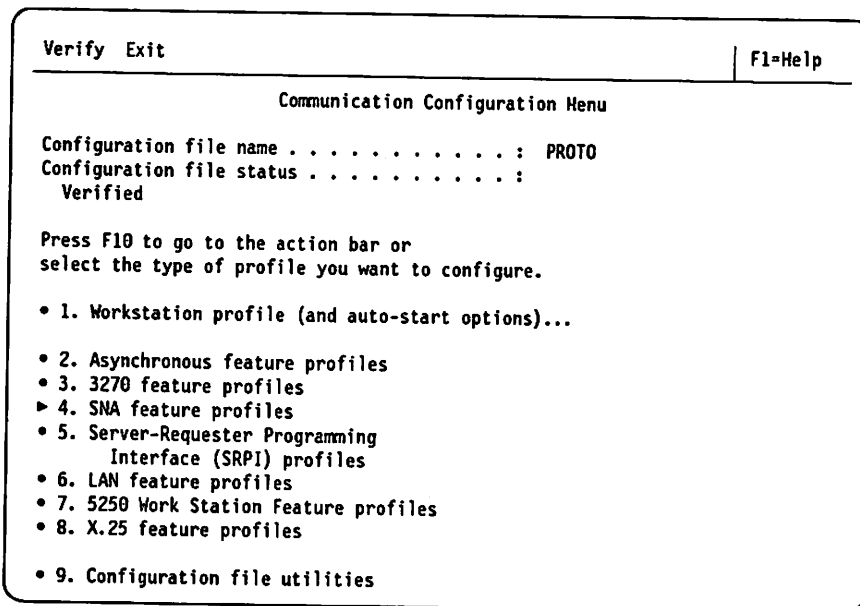 Verify Exit F1=Help
Communication Configuration Menu
Configuration file name . . . . . . . . . . . : PROTO
Configuration file status . . . . . . . . . . :
Verified
Press F10 to go to the action bar or
select the type of profile you want to configure.
• 1. Workstation profile (and auto-start options)...
• 2. Asynchronous feature profiles
• 3. 3270 feature profiles
► 4. SNA feature profiles
• 5. Server-Requester Programming
Interface (SRPI) profiles
• 6. LAN feature profiles
• 7. 5250 Work Station Feature profiles
• 8. X.25 feature profiles
• 9. Configuration file utilities